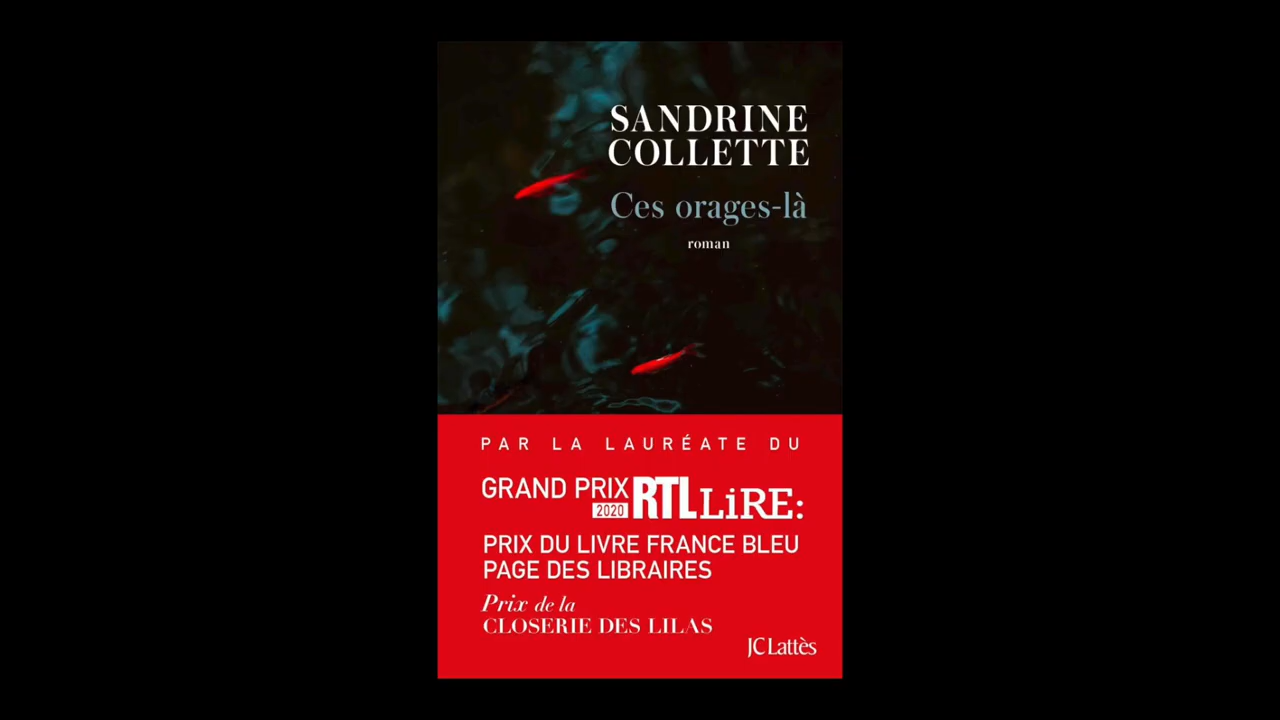 SANDRINE
COLLETTE
Ces orages-là
roman
PAR LA LAURÉATE DU
GRAND PRIX RTL LiRE:
2020
PRIX DU LIVRE FRANCE BLEU
PAGE DES LIBRAIRES
Prix de la
CLOSERIE DES LILAS
JC Lattès